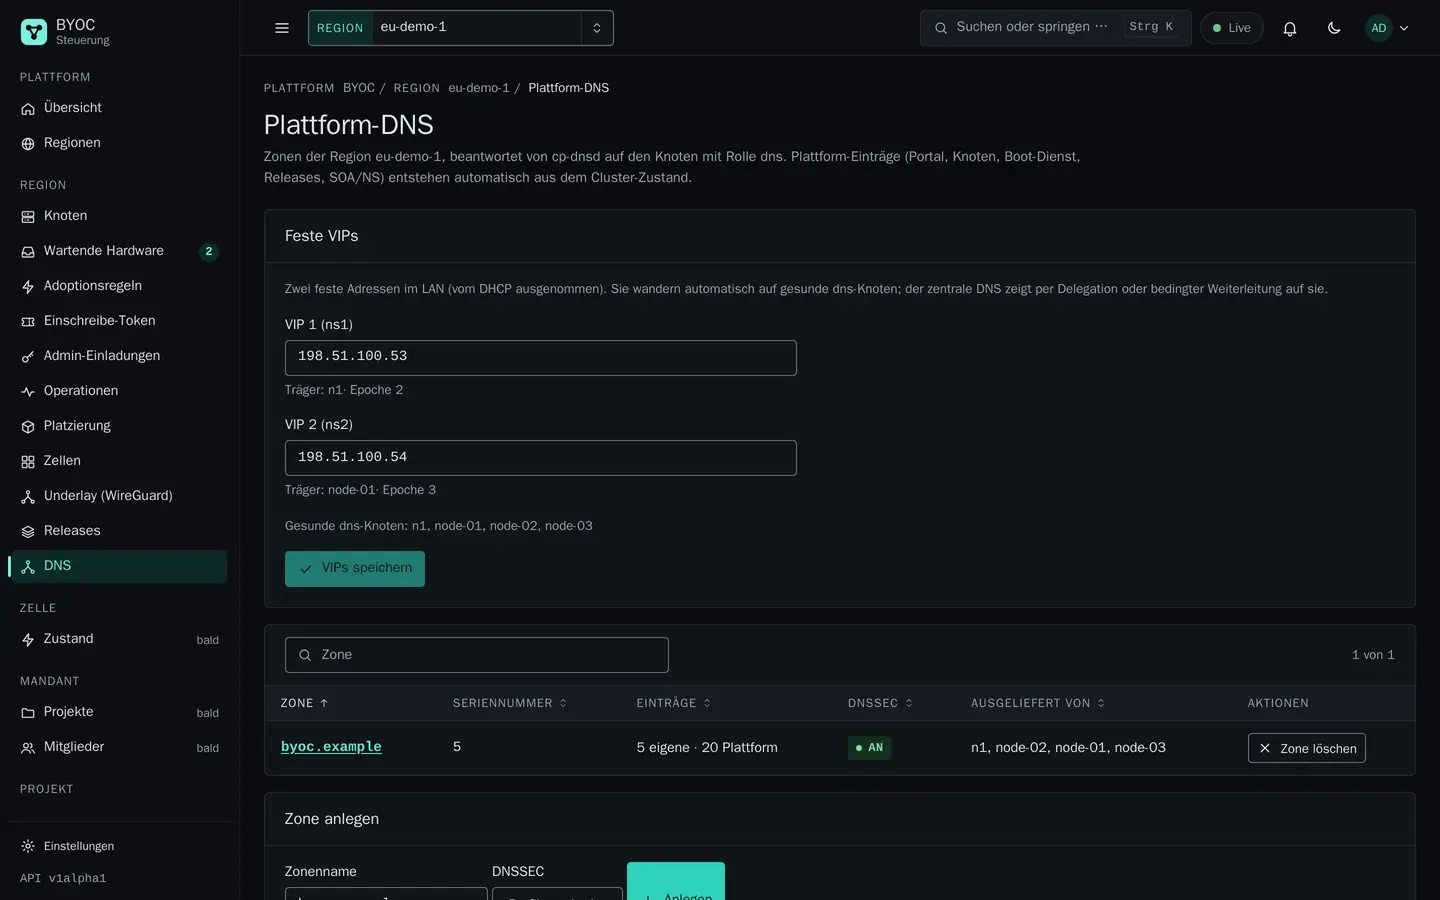 BYOC
Steuerung
PLATTFORM
Übersicht
Regionen
REGION
Knoten
Wartende Hardware 2
Adoptionsregeln
Einschreibe-Token
Admin-Einladungen
Operationen
Platzierung
Zellen
Underlay (WireGuard)
Releases
DNS
ZELLE
Zustand bald
MANDANT
Projekte bald
Mitglieder bald
PROJEKT
Einstellungen
API v1alpha1
REGION eu-demo-1
Suchen oder springen ··· Strg K
Live
AD
PLATTFORM BYOC / REGION eu-demo-1 / Plattform-DNS
Plattform-DNS
Zonen der Region eu-demo-1, beantwortet von cp-dnsd auf den Knoten mit Rolle dns. Plattform-Einträge (Portal, Knoten, Boot-Dienst,
Releases, SOA/NS) entstehen automatisch aus dem Cluster-Zustand.
Feste VIPs
Zwei feste Adressen im LAN (vom DHCP ausgenommen). Sie wandern automatisch auf gesunde dns-Knoten; der zentrale DNS zeigt per Delegation oder bedingter Weiterleitung auf sie.
VIP 1 (ns1)
198.51.100.53
Träger: n1· Epoche 2
VIP 2 (ns2)
198.51.100.54
Träger: node-01· Epoche 3
Gesunde dns-Knoten: n1, node-01, node-02, node-03
VIPs speichern
Zone
1 von 1
ZONE SERIENNUMMER EINTRÄGE DNSSEC AUSGELIEFERT VON AKTIONEN
byoc.example 5 5 eigene · 20 Plattform AN n1, node-02, node-01, node-03 Zone löschen
Zone anlegen
Zonenname DNSSEC
Anlegen